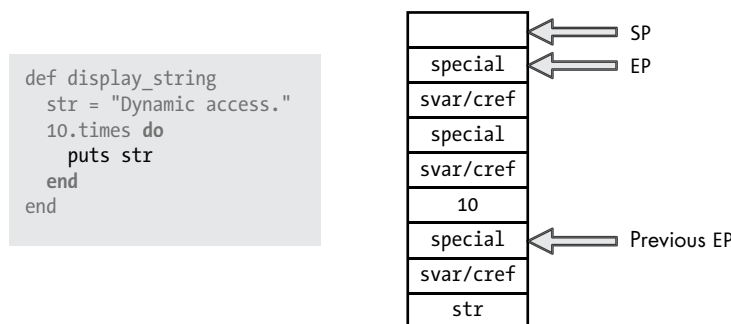 def display_string
  str = "Dynamic access."
  10.times do
    puts str
  end
end
SP
special
EP
svar/cref
special
svar/cref
10
special
Previous EP
svar/cref
str